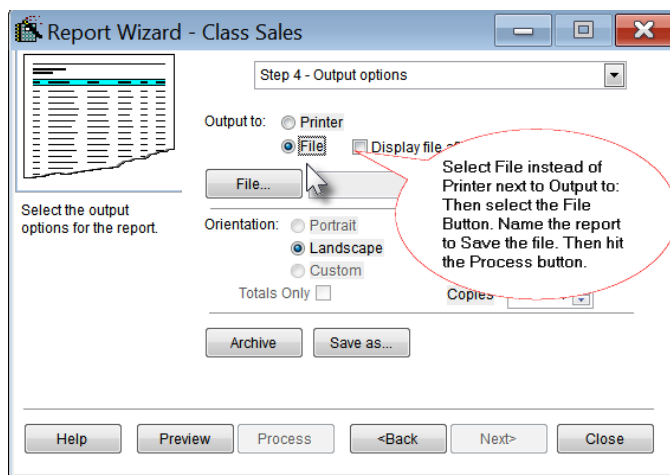 Report Wizard - Class Sales
Step 4 - Output options
Output to: Printer
File Display file
File...
Select File instead of
Printer next to Output to:
Then select the File
Button. Name the report
to Save the file. Then hit
the Process button.
Select the output
options for the report.
Orientation: Portrait
Landscape
Custom
Totals Only Copies
Archive Save as...
Help Preview Process <Back Next> Close